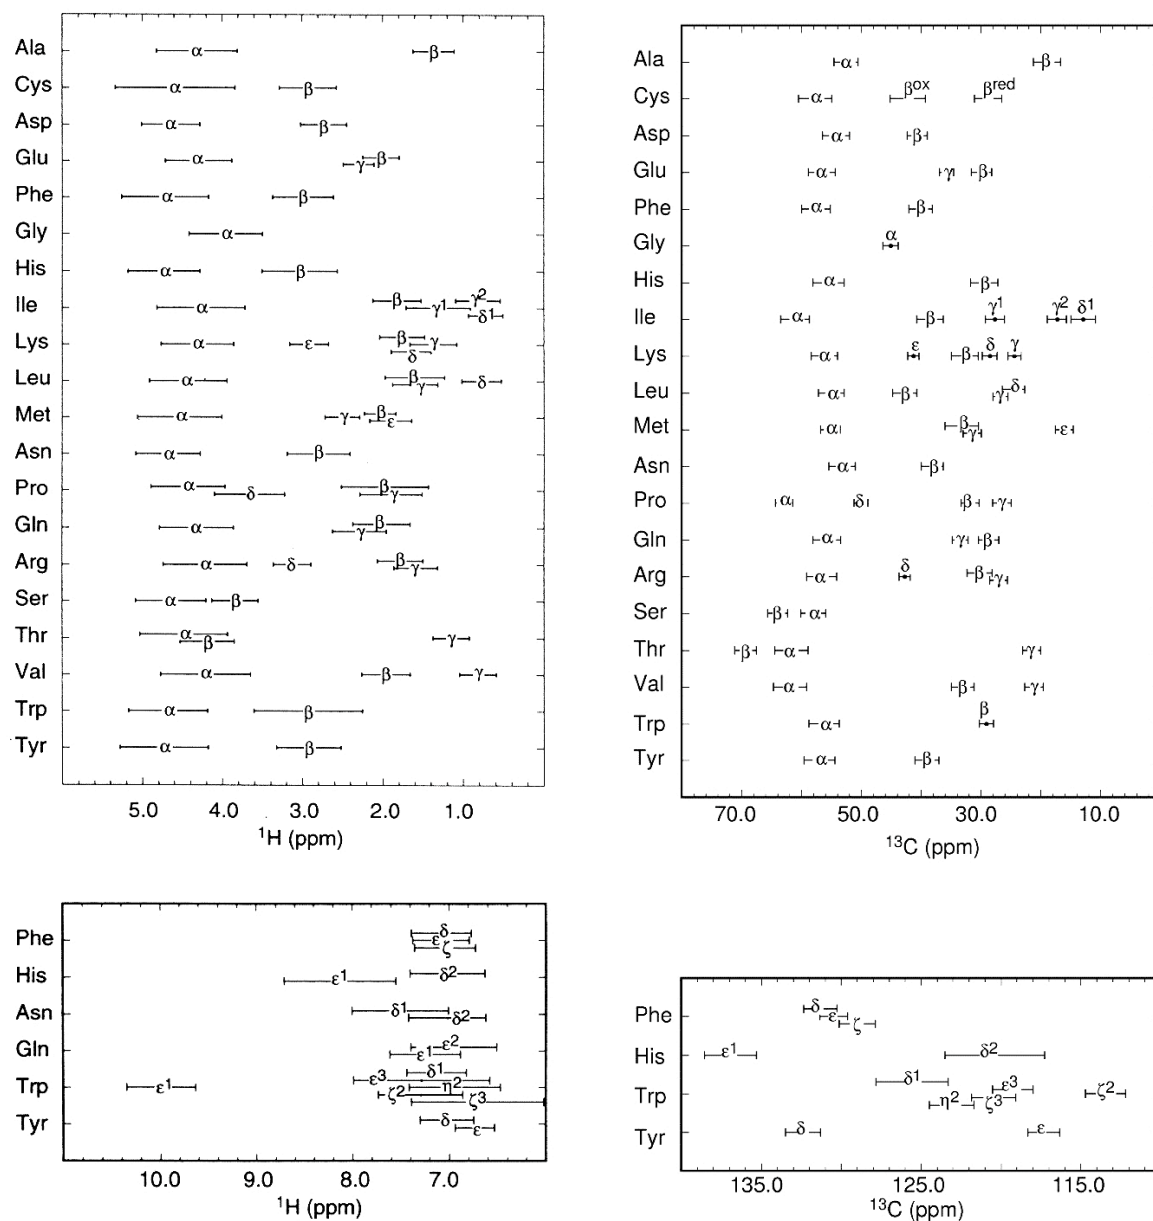 Ala α β
Cys α β
Asp α β
Glu α γ β
Phe α β
Gly α
His α β
Ile α β γ1 γ2 δ1
Lys α ε β γ δ
Leu α β γ δ
Met α γ β ε
Asn α β
Pro α δ β γ
Gln α γ β
Arg α δ β γ
Ser α β
Thr α β γ
Val α β γ
Trp α β
Tyr α β
5.0 4.0 3.0 2.0 1.0
¹H (ppm)
Ala α β
Cys α βox βred
Asp α β
Glu α γ β
Phe α β
Gly α
His α β
Ile α β γ1 γ2 δ1
Lys α ε β δ γ
Leu α β γ δ
Met α β γ ε
Asn α β
Pro α δ β γ
Gln α γ β
Arg α δ β γ
Ser β α
Thr β α γ
Val α β γ
Trp α β
Tyr α β
70.0 50.0 30.0 10.0
¹³C (ppm)
Phe δ ε ζ
His ε1 δ2
Asn δ1 δ2
Gln ε2 ε1
Trp ε1 ε3 δ1 η2 ζ2 ζ3
Tyr δ ε
10.0 9.0 8.0 7.0
¹H (ppm)
Phe δ ε ζ
His ε1 δ2
Trp δ1 η2 ε3 ζ3 ζ2
Tyr δ ε
135.0 125.0 115.0
¹³C (ppm)